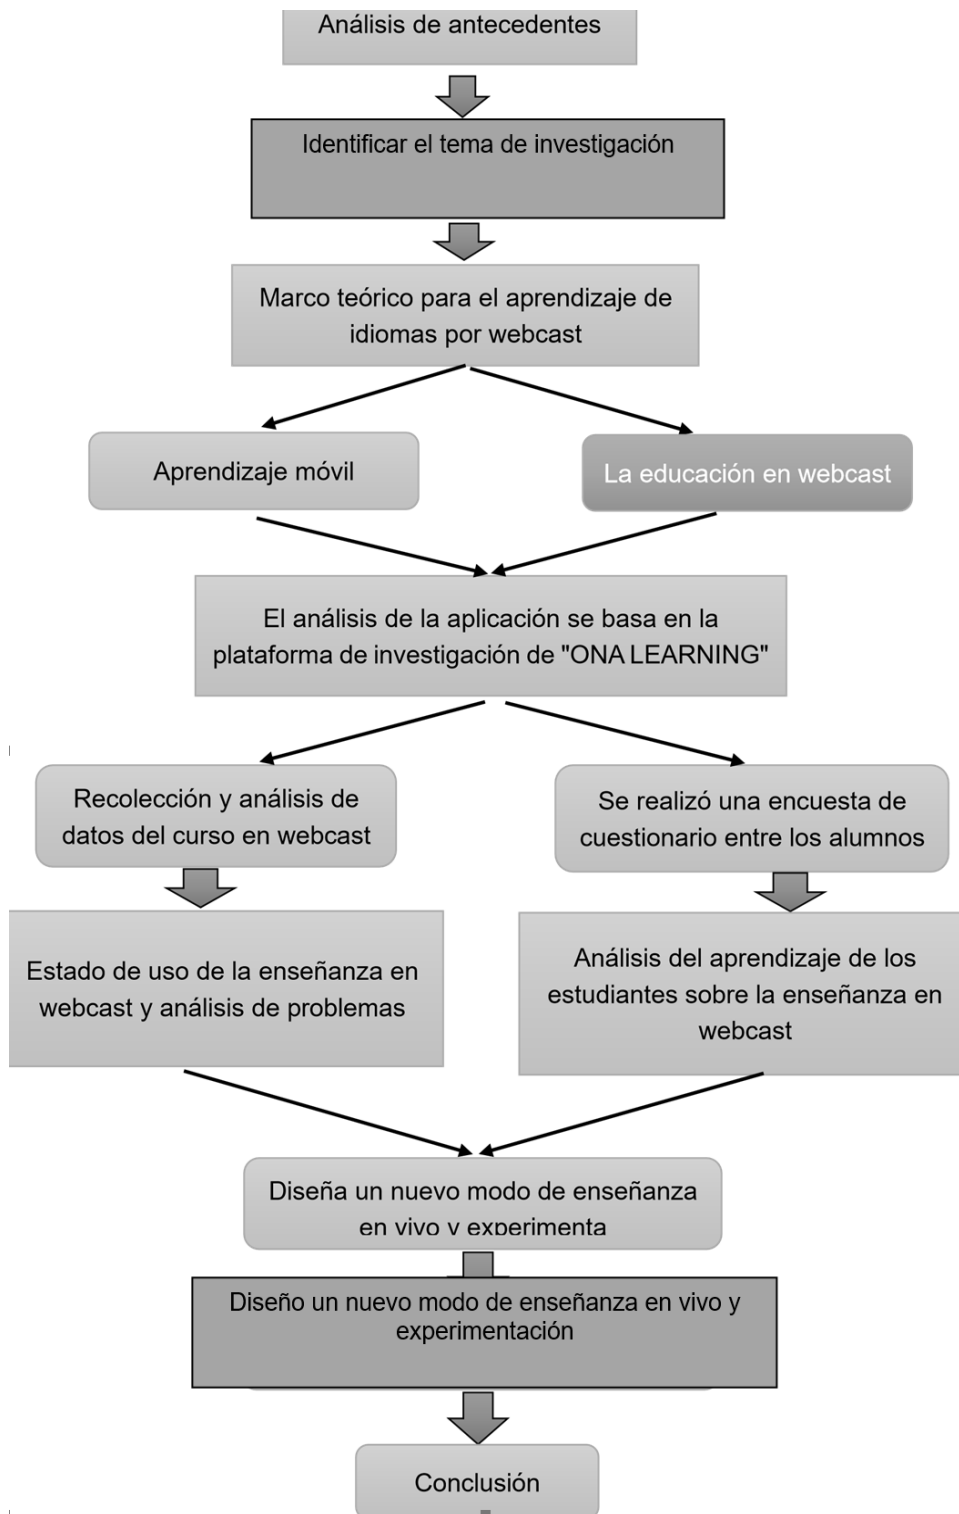 Análisis de antecedentes
Identificar el tema de investigación
Marco teórico para el aprendizaje de
idiomas por webcast
Aprendizaje móvil
La educación en webcast
El análisis de la aplicación se basa en la
plataforma de investigación de "ONA LEARNING"
Recolección y análisis de
datos del curso en webcast
Se realizó una encuesta de
cuestionario entre los alumnos
Estado de uso de la enseñanza en
webcast y análisis de problemas
Análisis del aprendizaje de los
estudiantes sobre la enseñanza en
webcast
Diseña un nuevo modo de enseñanza
en vivo y experimenta
Diseño un nuevo modo de enseñanza en vivo y
experimentación
Conclusión